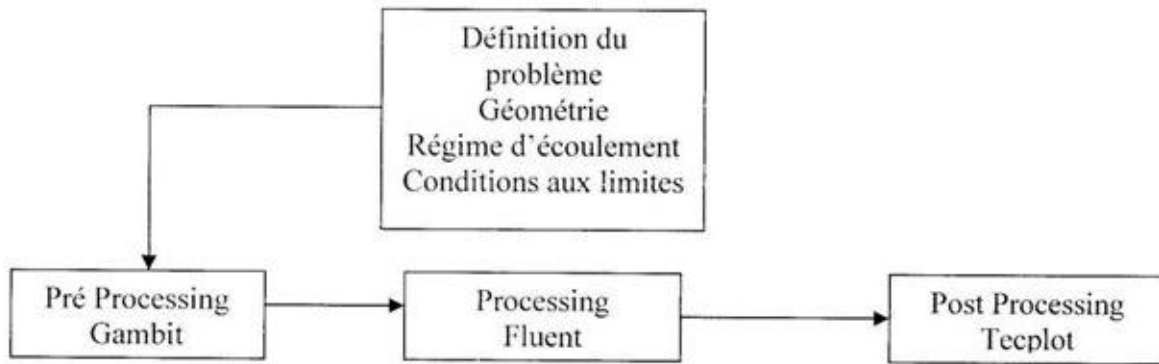 Définition du
problème
Géométrie
Régime d'écoulement
Conditions aux limites
Pré Processing
Gambit
Processing
Fluent
Post Processing
Tecplot